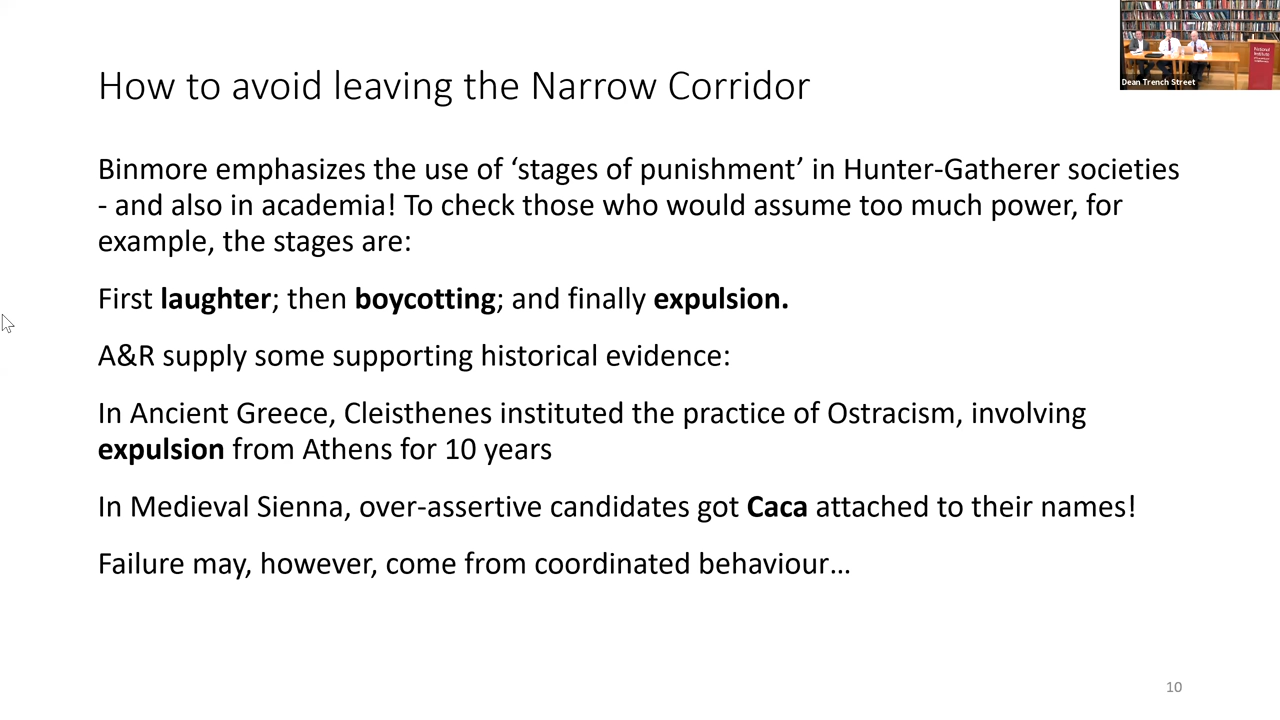 How to avoid leaving the Narrow Corridor
Binmore emphasizes the use of ‘stages of punishment’ in Hunter-Gatherer societies
- and also in academia! To check those who would assume too much power, for
example, the stages are:
First laughter; then boycotting; and finally expulsion.
A&R supply some supporting historical evidence:
In Ancient Greece, Cleisthenes instituted the practice of Ostracism, involving
expulsion from Athens for 10 years
In Medieval Sienna, over-assertive candidates got Caca attached to their names!
Failure may, however, come from coordinated behaviour…
10
Dean Trench Street
National
Institute